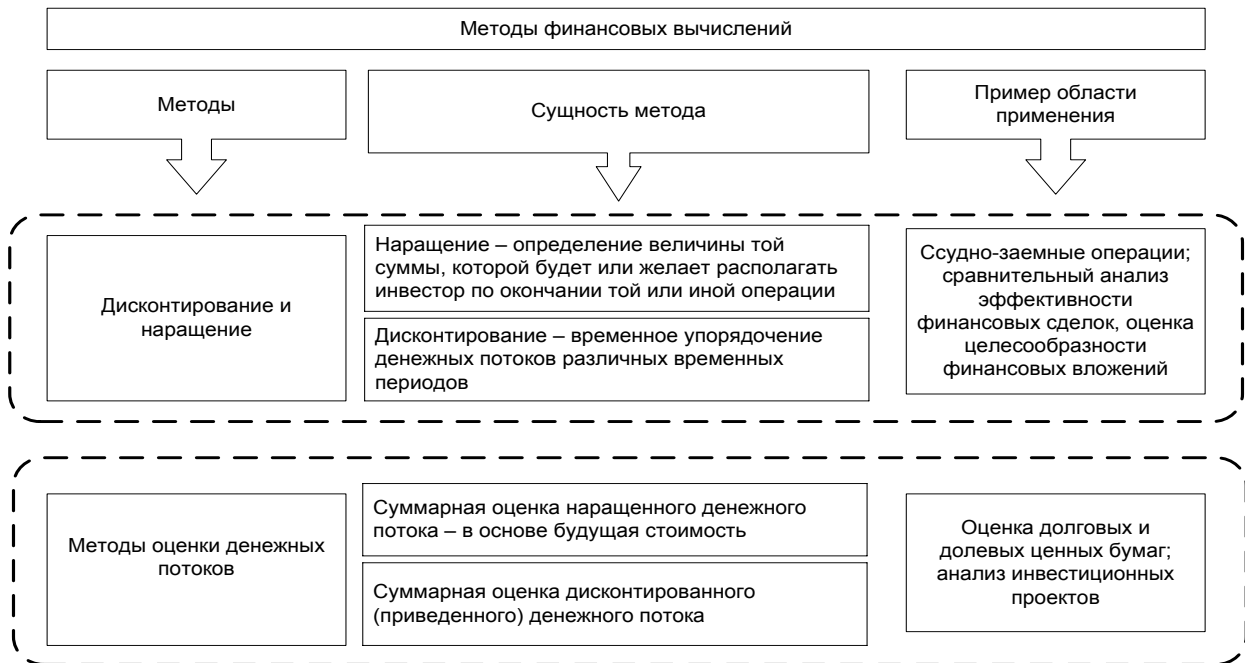 Методы финансовых вычислений
Методы
Сущность метода
Пример области
применения
Дисконтирование и
наращение
Наращение – определение величины той
суммы, которой будет или желает располагать
инвестор по окончании той или иной операции
Дисконтирование – временное упорядочение
денежных потоков различных временных
периодов
Ссудно-заемные операции;
сравнительный анализ
эффективности
финансовых сделок, оценка
целесообразности
финансовых вложений
Методы оценки денежных
потоков
Суммарная оценка наращенного денежного
потока – в основе будущая стоимость
Суммарная оценка дисконтированного
(приведенного) денежного потока
Оценка долговых и
долевых ценных бумаг;
анализ инвестиционных
проектов